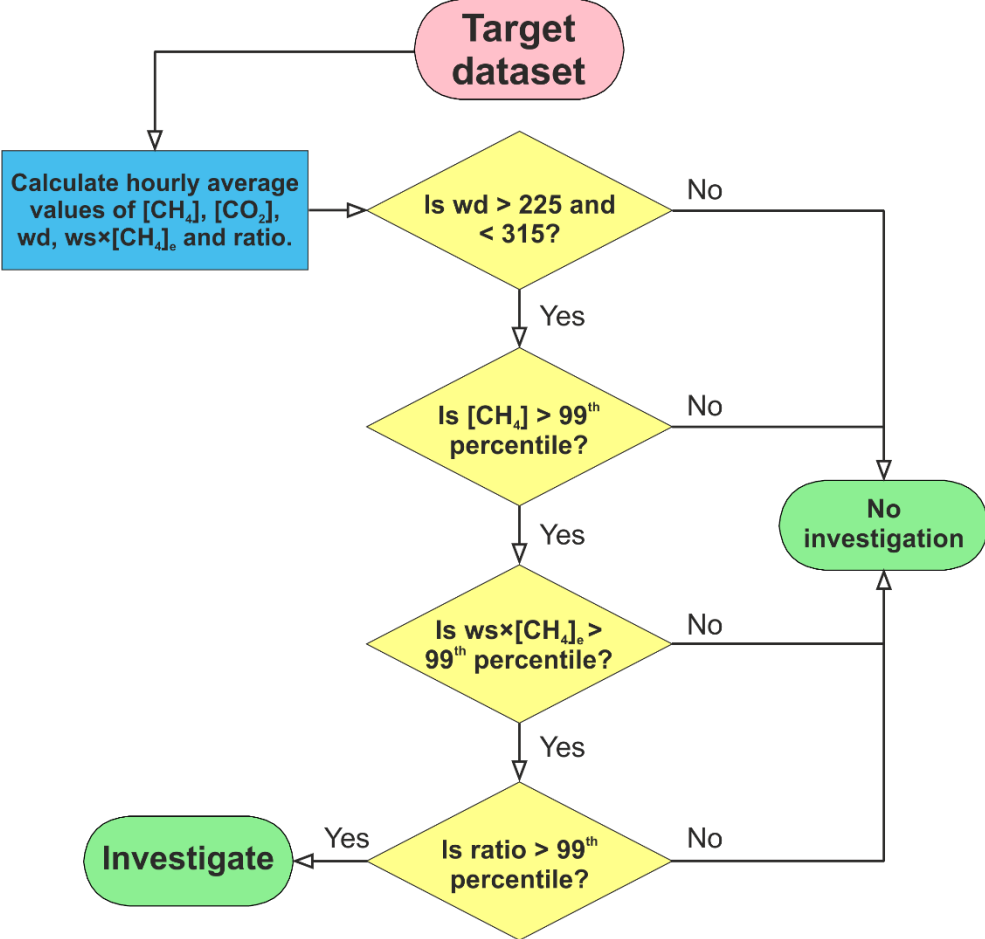 Target
dataset
Calculate hourly average
values of [CH₄], [CO₂],
wd, ws×[CH₄]ₑ and ratio.
Is wd > 225 and
< 315?
No
Yes
Is [CH₄] > 99ᵗʰ
percentile?
No
Yes
No
investigation
Is ws×[CH₄]ₑ >
99ᵗʰ percentile?
No
Yes
Is ratio > 99ᵗʰ
percentile?
No
Yes
Investigate